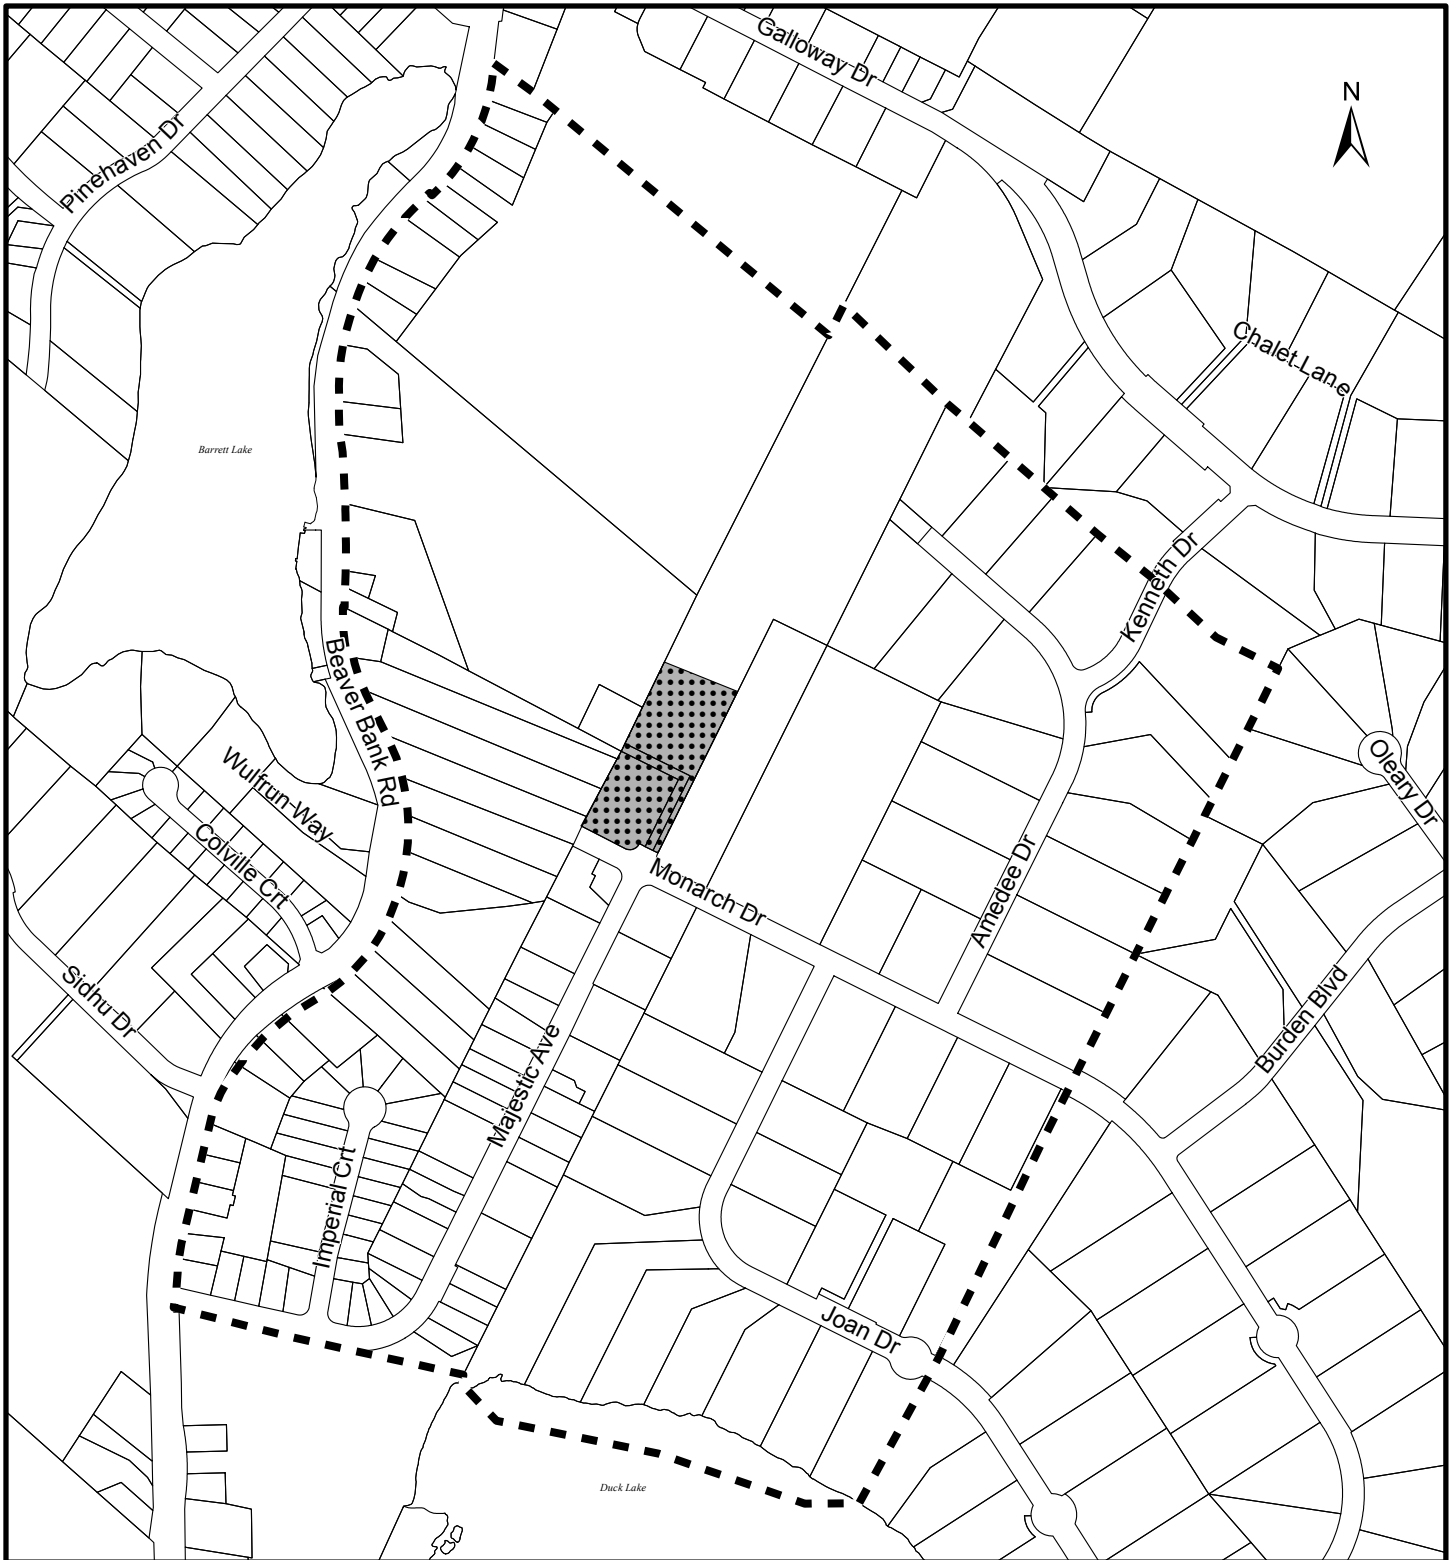 Galloway Dr
N
Pinehaven Dr
Chalet Lane
Barrett Lake
Kenneth Dr
Beaver Bank Rd
Wulfrun Way
Oleary Dr
Colville Crt
Monarch Dr
Amedee Dr
Sidhu Dr
Burden Blvd
Majestic Ave
Imperial Crt
Joan Dr
Duck Lake